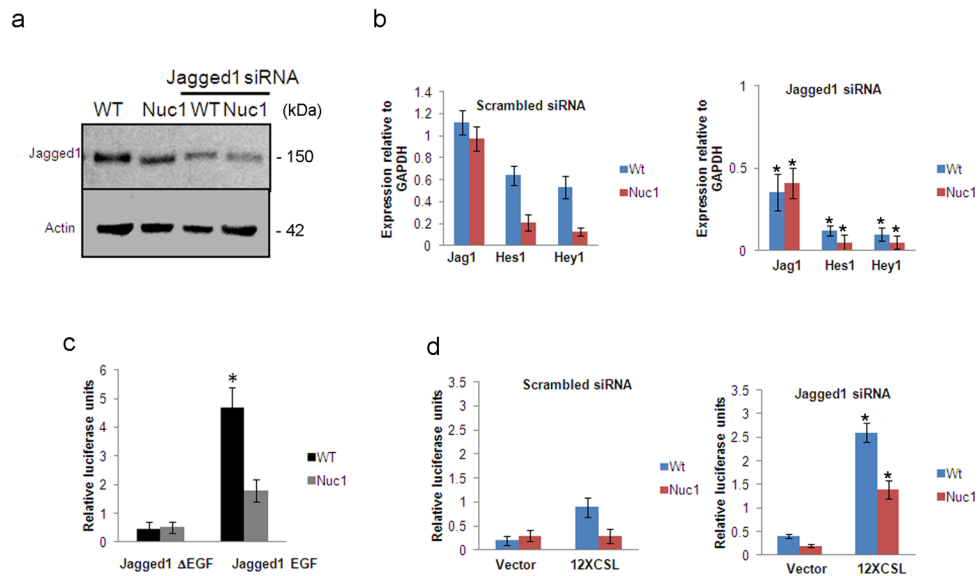 a
Jagged1 siRNA
WT Nuc1 WT Nuc1 (kDa)
Jagged1
- 150
Actin
- 42
b
Scrambled siRNA
Expression relative to
GAPDH
1.4
1.2
1
0.8
0.6
0.4
0.2
0
Jag1 Hes1 Hey1
Wt
Nuc1
Jagged1 siRNA
Expression relative to
GAPDH
1
0.5
0
* * * * * *
Jag1 Hes1 Hey1
Wt
Nuc1
c
Relative luciferase units
6
5
4
3
2
1
0
*
Jagged1 ΔEGF Jagged1 EGF
WT
Nuc1
d
Scrambled siRNA
Relative luciferase units
3.5
3
2.5
2
1.5
1
0.5
0
Vector 12XCSL
Wt
Nuc1
Jagged1 siRNA
Relative luciferase units
3.5
3
2.5
2
1.5
1
0.5
0
* *
Vector 12XCSL
Wt
Nuc1